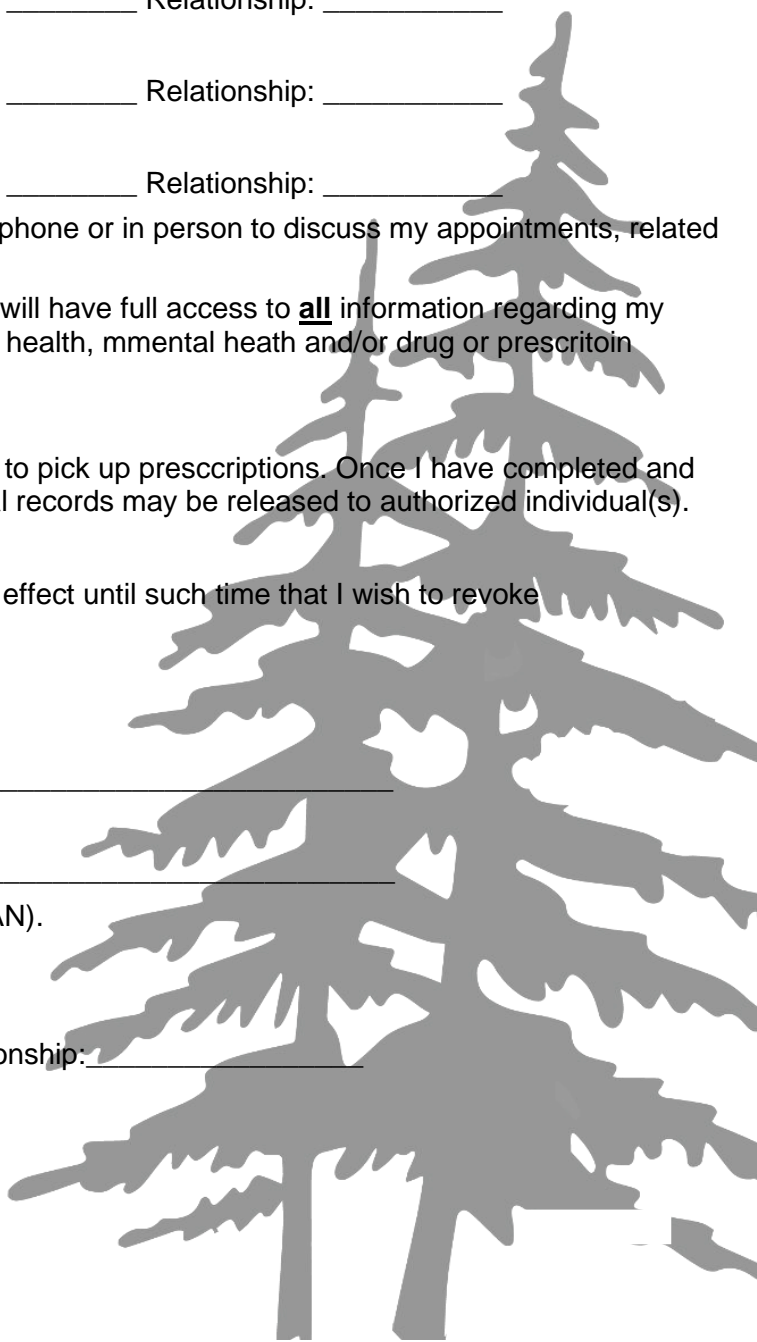 ________ Relationship: ___________
________ Relationship: ___________
________ Relationship: ___________
phone or in person to discuss my appointments, related
will have full access to all information regarding my
health, mmental heath and/or drug or prescritoin
to pick up presccriptions. Once I have completed and
l records may be released to authorized individual(s).
effect until such time that I wish to revoke
________________________
________________________
AN).
onship:_________________